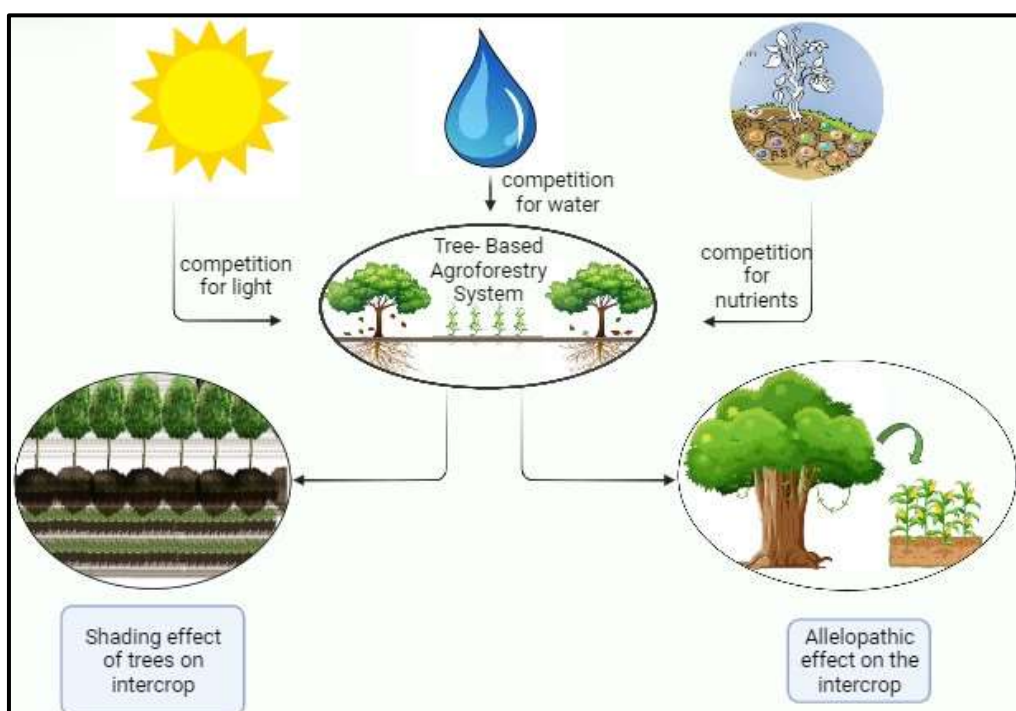 competition
for water
competition
for light
Tree- Based
Agroforestry
System
competition
for
nutrients
Shading effect
of trees on
intercrop
Allelopathic
effect on the
intercrop